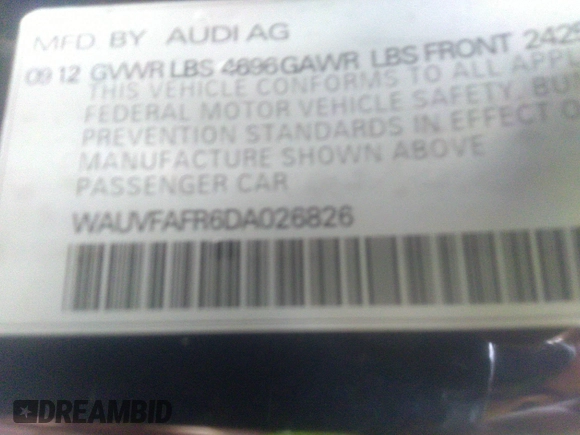 MFD. BY AUDI AG
09 12 GVWR LBS 4696 GAWR LBS FRONT 2425
THIS VEHICLE CONFORMS TO ALL APPL
FEDERAL MOTOR VEHICLE SAFETY, BU
PREVENTION STANDARDS IN EFFECT O
MANUFACTURE SHOWN ABOVE
PASSENGER CAR
WAUVFAFR6DA026826
DREAMBID